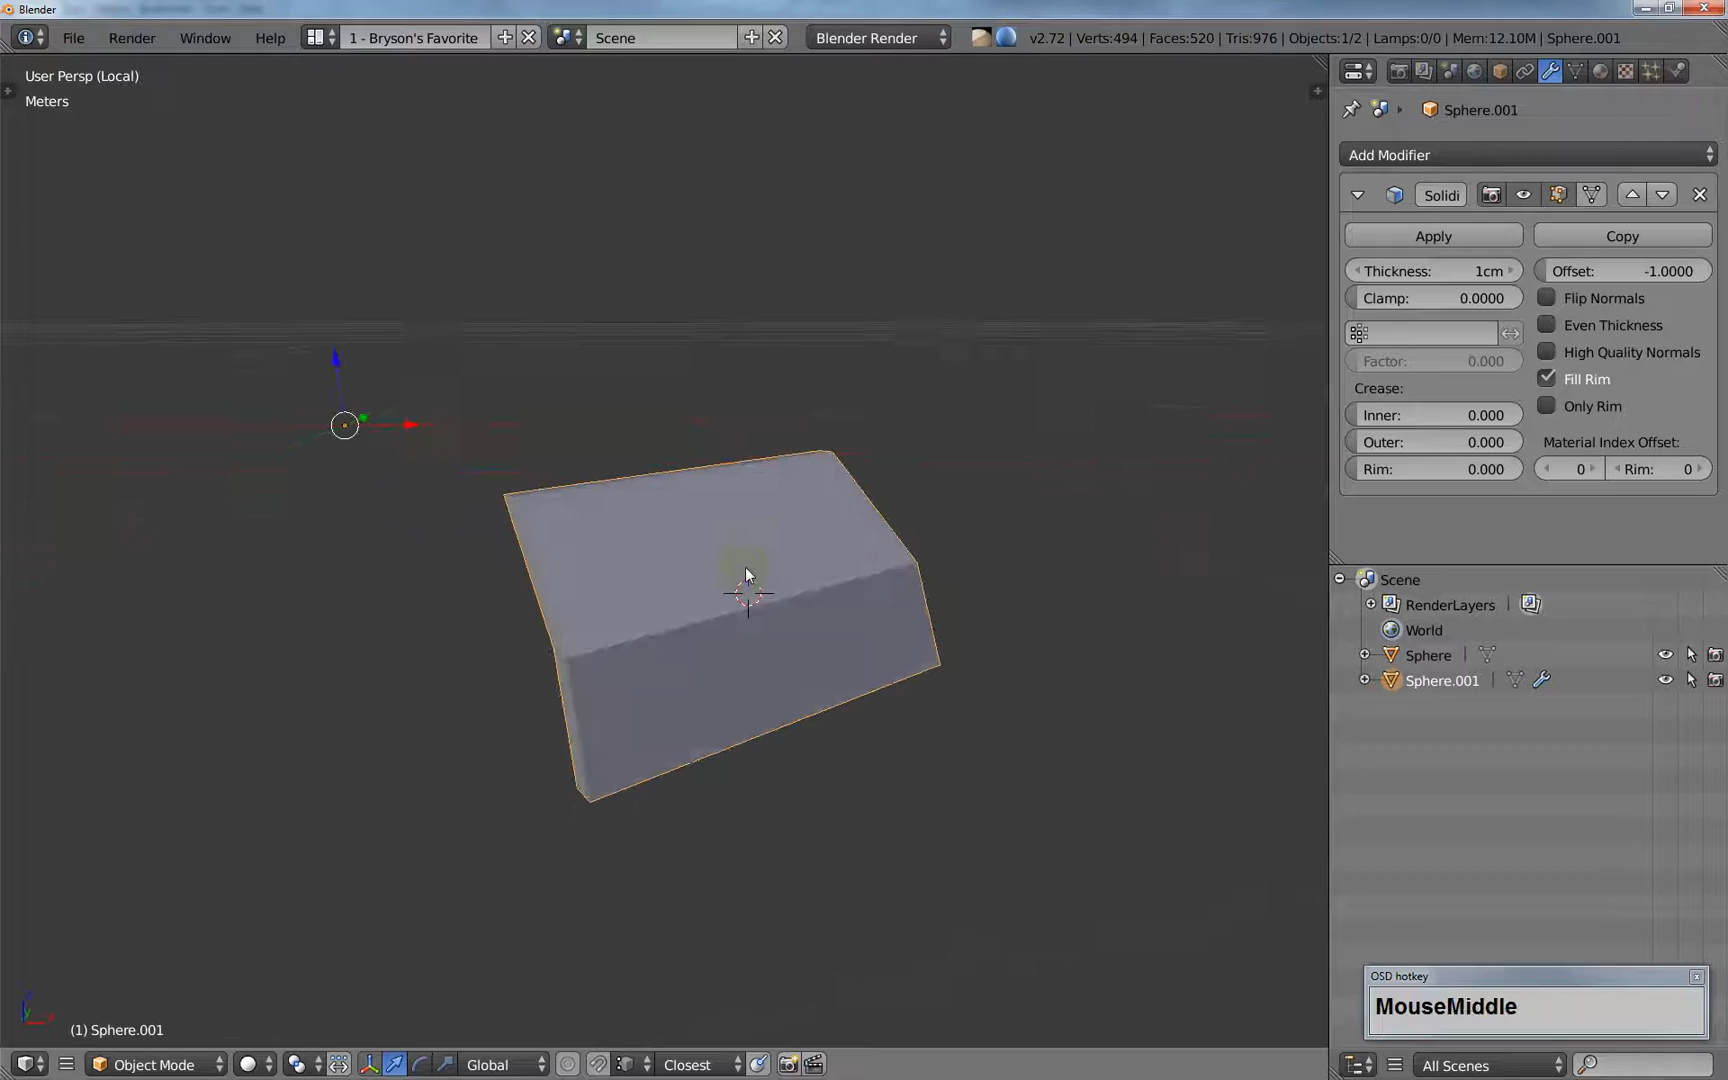 Blender
File Render Window Help 1 - Bryson's Favorite Scene Blender Render v2.72 | Verts:494 | Faces:520 | Tris:976 | Objects:1/2 | Lamps:0/0 | Mem:12.10M | Sphere.001
User Persp (Local)
Meters
Sphere.001
Add Modifier
Solidi
Apply Copy
Thickness: 1cm Offset: -1.0000
Clamp: 0.0000 Flip Normals
Even Thickness
High Quality Normals
Factor: 0.000
Fill Rim
Crease:
Only Rim
Inner: 0.000
Outer: 0.000 Material Index Offset:
Rim: 0.000 0 Rim: 0
Scene
RenderLayers
World
Sphere
Sphere.001
OSD hotkey
MouseMiddle
(1) Sphere.001
Object Mode Global Closest All Scenes